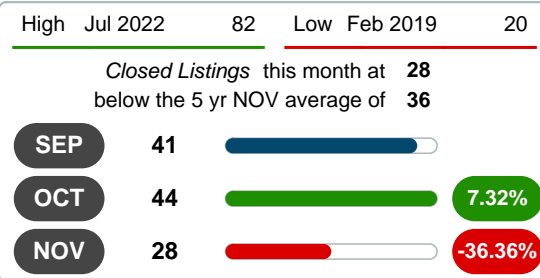 High Jul 2022 82 Low Feb 2019 20
Closed Listings this month at 28
below the 5 yr NOV average of 36
SEP 41
OCT 44 7.32%
NOV 28 -36.36%